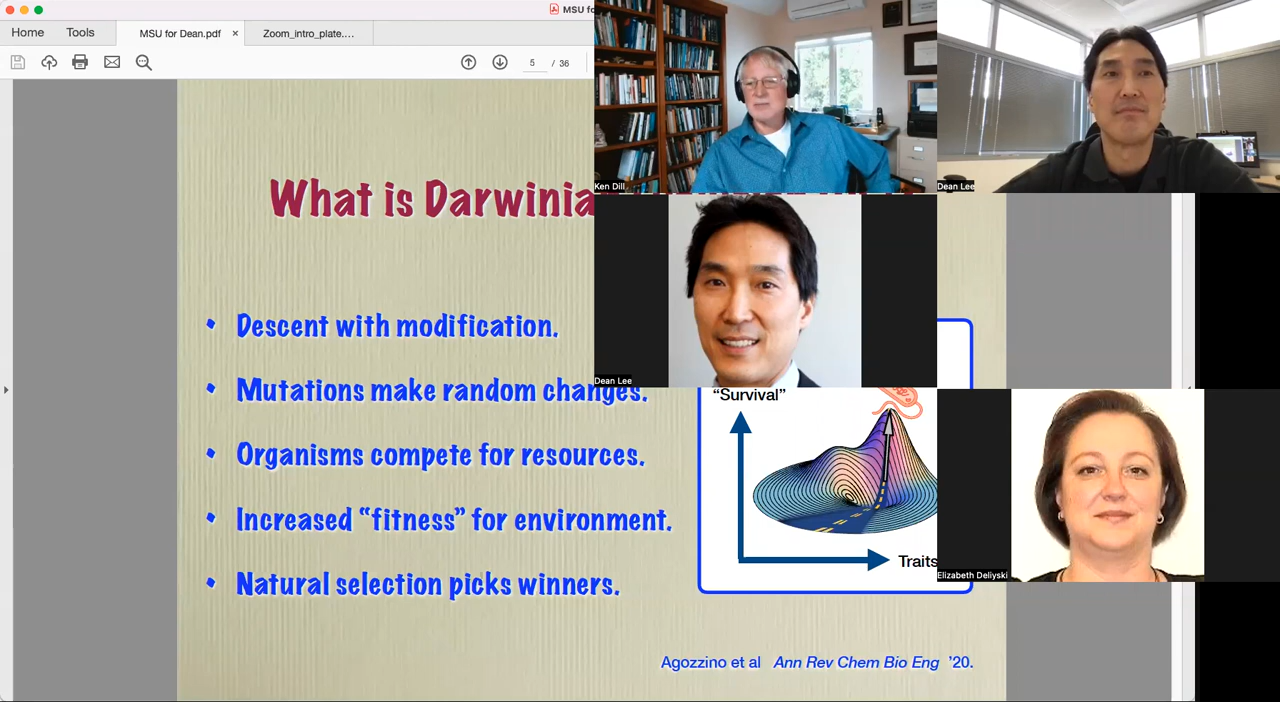 MSU fo
Home
Tools
MSU for Dean.pdf
×
Zoom_intro_plate....
5 / 36
What is Darwinia
• Descent with modification.
• Mutations make random changes.
• Organisms compete for resources.
• Increased “fitness” for environment.
• Natural selection picks winners.
“Survival”
Traits
Agozzino et al Ann Rev Chem Bio Eng ’20.
Ken Dill
Dean Lee
Dean Lee
Elizabeth Deliyski